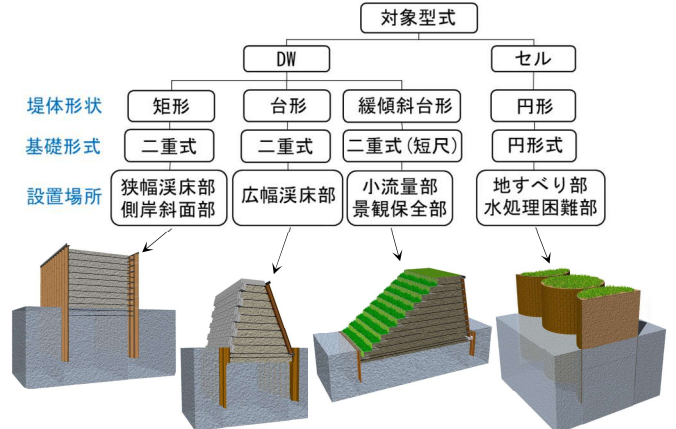 対象型式
DW
セル
堤体形状
矩形
台形
緩傾斜台形
円形
基礎形式
二重式
二重式
二重式(短尺)
円形式
設置場所
狭幅渓床部
側岸斜面部
広幅渓床部
小流量部
景観保全部
地すべり部
水処理困難部